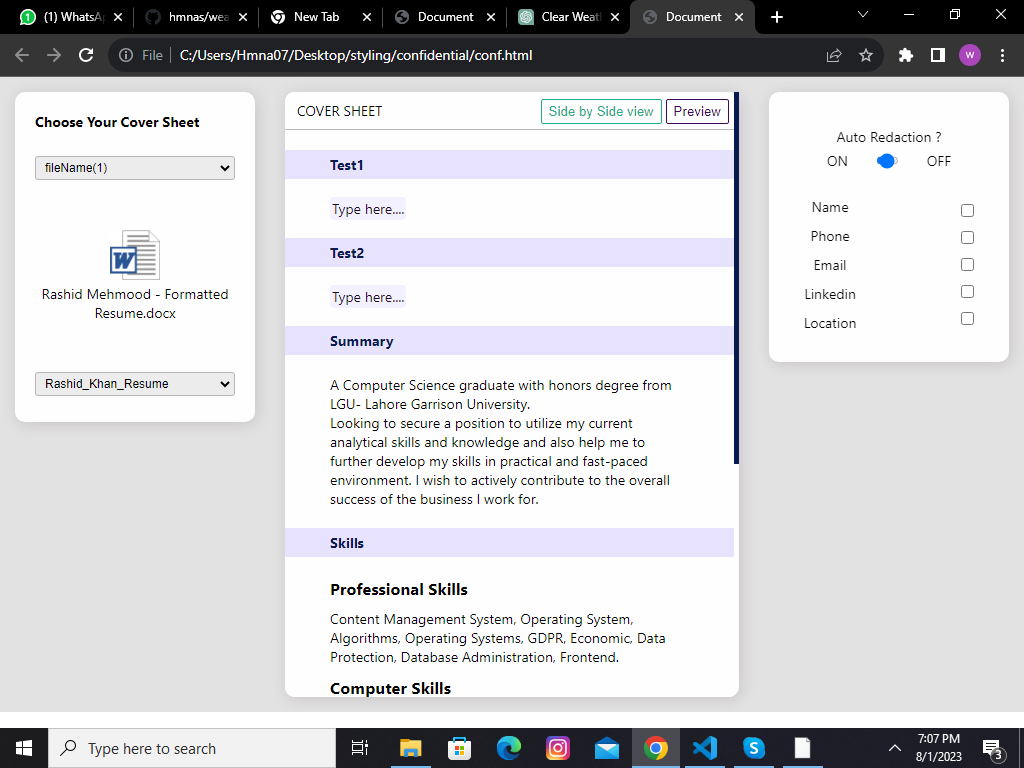 (1) WhatsA
hmnas/wea
New Tab
Document
Clear Weath
Document
File
C:/Users/Hmna07/Desktop/styling/confidential/conf.html
W
Choose Your Cover Sheet
fileName(1)
W
Rashid Mehmood - Formatted
Resume.docx
Rashid_Khan_Resume
COVER SHEET
Side by Side view
Preview
Test1
Type here....
Test2
Type here....
Summary
A Computer Science graduate with honors degree from
LGU- Lahore Garrison University.
Looking to secure a position to utilize my current
analytical skills and knowledge and also help me to
further develop my skills in practical and fast-paced
environment. I wish to actively contribute to the overall
success of the business I work for.
Skills
Professional Skills
Content Management System, Operating System,
Algorithms, Operating Systems, GDPR, Economic, Data
Protection, Database Administration, Frontend.
Computer Skills
Auto Redaction ?
ON
OFF
Name
Phone
Email
Linkedin
Location
Type here to search
S
7:07 PM
8/1/2023
3